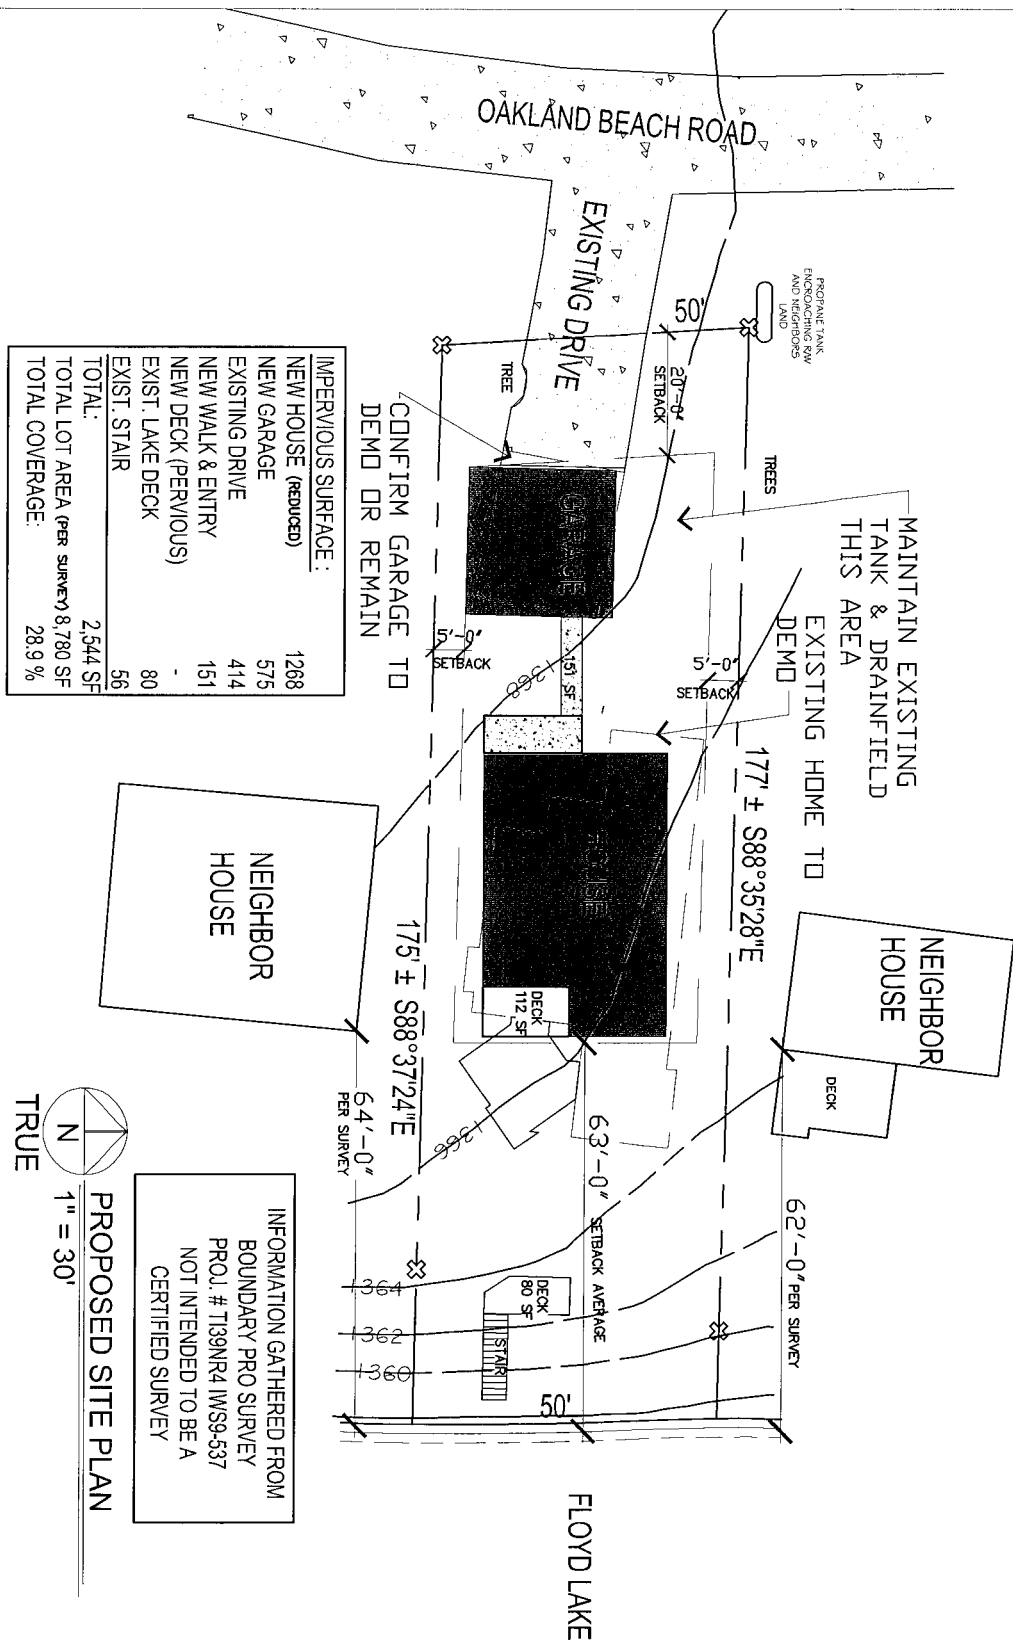 OAKLAND BEACH ROAD
EXISTING DRIVE
PROPANE TANK
ENCROACHING R/W
AND NEIGHBORS
LAND
50'
20'-0"
SETBACK
TREE
TREES
MAINTAIN EXISTING
TANK & DRAINFIELD
THIS AREA
EXISTING HOME TO
DEMO
CONFIRM GARAGE TO
DEMO OR REMAIN
GARAGE
5'-0"
SETBACK
151 SF
5'-0"
SETBACK
1368
HOUSE
177' ± S88°35'28"E
175' ± S88°37'24"E
NEIGHBOR
HOUSE
NEIGHBOR
HOUSE
DECK
DECK
112 SF
1366
64'-0"
PER SURVEY
63'-0" SETBACK AVERAGE
62'-0" PER SURVEY
DECK
80 SF
STAIR
1364
1362
1360
50'
FLOYD LAKE
IMPERVIOUS SURFACE:
NEW HOUSE (REDUCED) 1268
NEW GARAGE 575
EXISTING DRIVE 414
NEW WALK & ENTRY 151
NEW DECK (PERVIOUS) -
EXIST. LAKE DECK 80
EXIST. STAIR 56
TOTAL: 2,544 SF
TOTAL LOT AREA (PER SURVEY) 8,780 SF
TOTAL COVERAGE: 28.9 %
INFORMATION GATHERED FROM
BOUNDARY PRO SURVEY
PROJ. # T139NR4 IWS9-537
NOT INTENDED TO BE A
CERTIFIED SURVEY
N
TRUE
PROPOSED SITE PLAN
1" = 30'